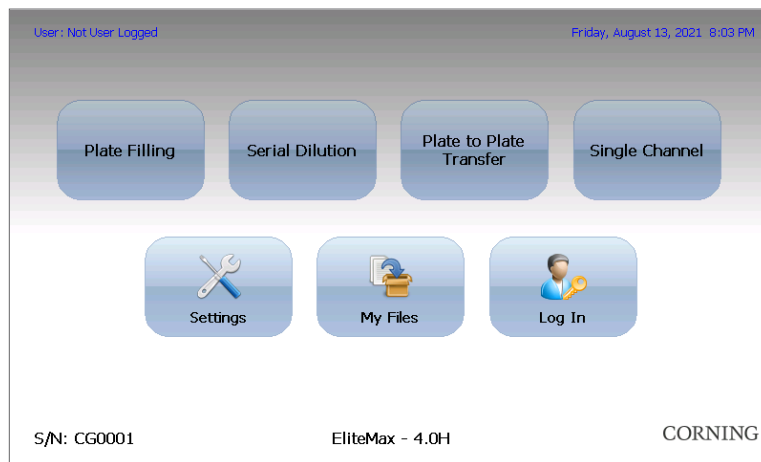 User: Not User Logged
Friday, August 13, 2021 8:03 PM
Plate Filling
Serial Dilution
Plate to Plate
Transfer
Single Channel
Settings
My Files
Log In
S/N: CG0001
EliteMax - 4.0H
CORNING